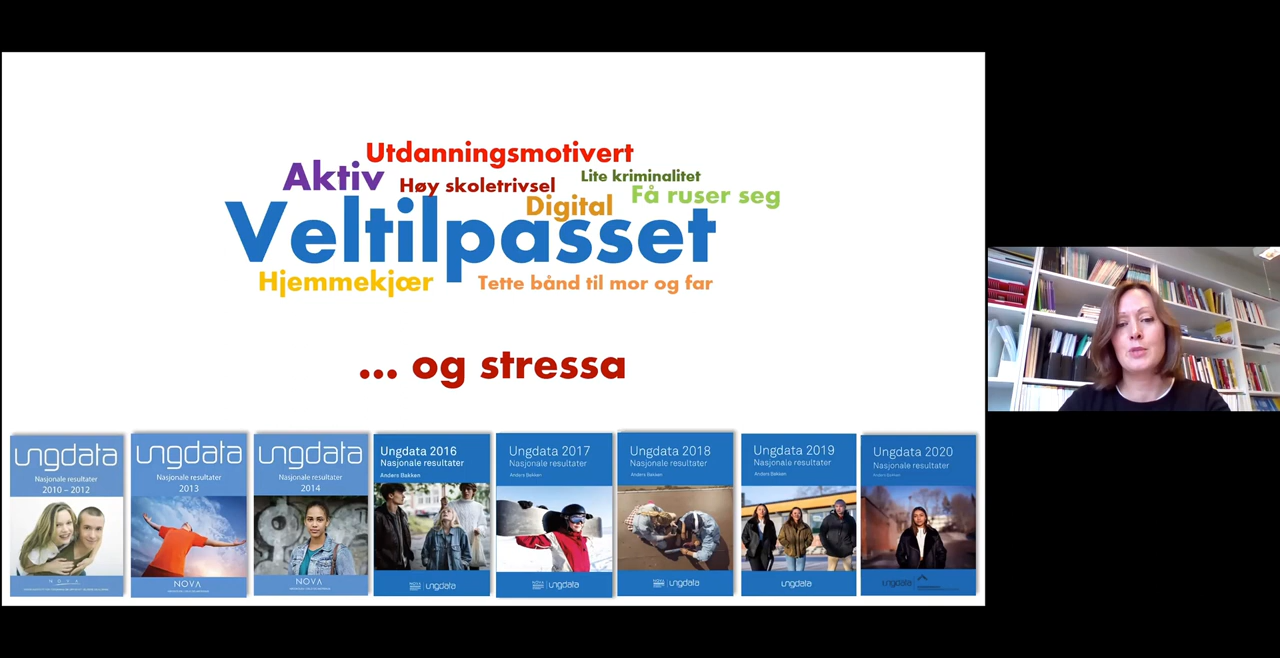 Utdanningsmotivert
Aktiv
Høy skoletrivsel
Lite kriminalitet
Få ruser seg
Digital
Veltilpasset
Hjemmekjær
Tette bånd til mor og far
... og stressa
ungdata
Nasjonale resultater
2010 – 2012
NOVA
ungdata
Nasjonale resultater
2013
NOVA
ungdata
Nasjonale resultater
2014
NOVA
Ungdata 2016
Nasjonale resultater
Anders Bakken
ungdata
Ungdata 2017
Nasjonale resultater
Anders Bakken
ungdata
Ungdata 2018
Nasjonale resultater
Anders Bakken
ungdata
Ungdata 2019
Nasjonale resultater
Anders Bakken
ungdata
Ungdata 2020
Nasjonale resultater
Anders Bakken
ungdata